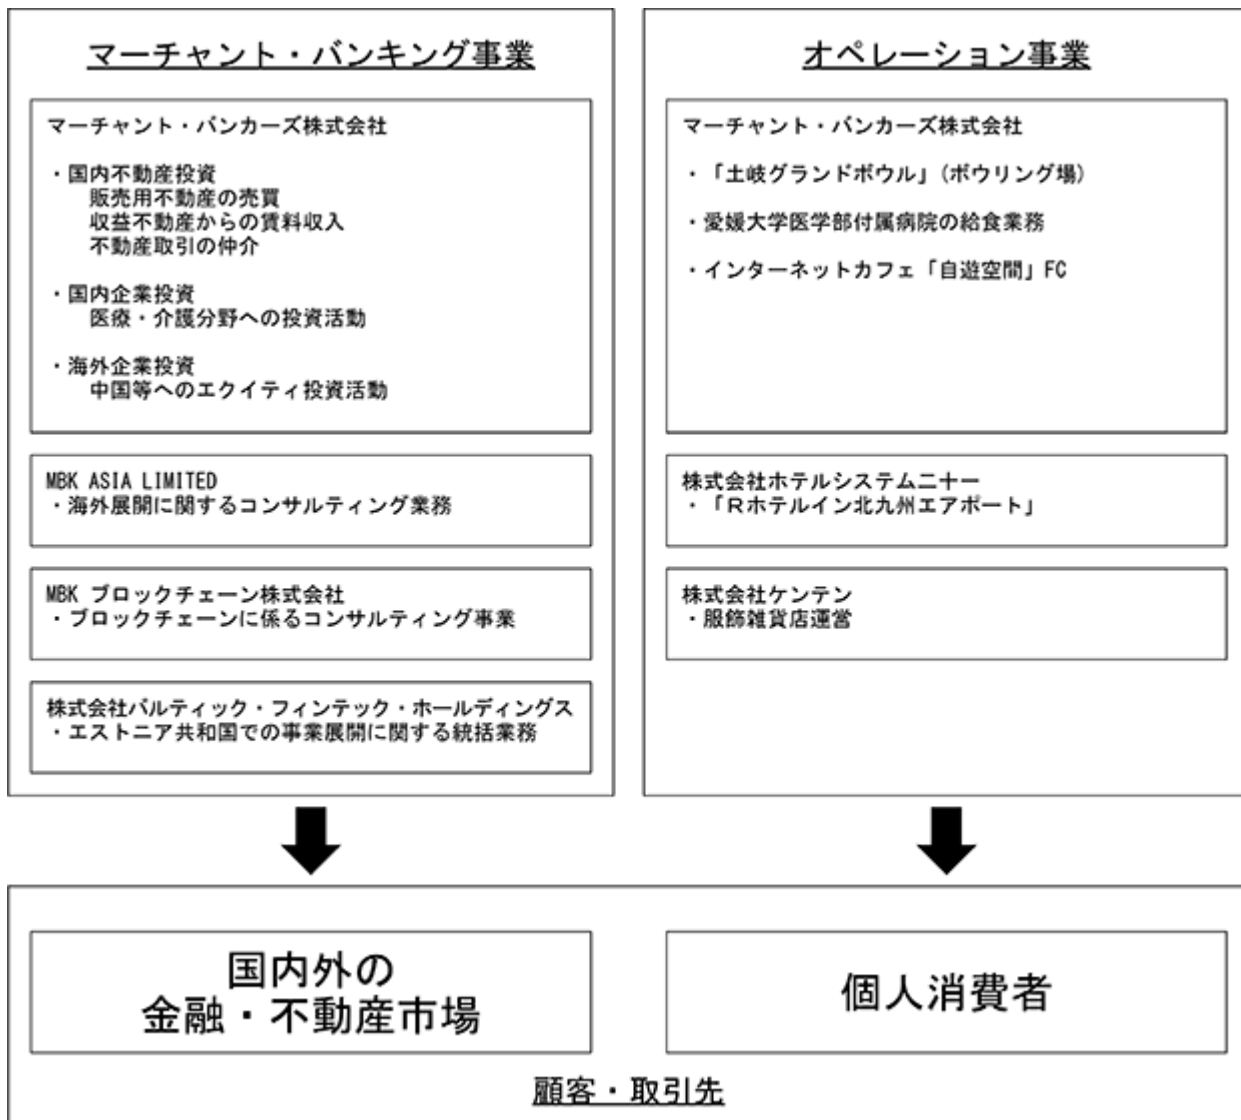 マーチャント・バンキング事業
マーチャント・バンカーズ株式会社
・国内不動産投資
販売用不動産の売買
収益不動産からの賃料収入
不動産取引の仲介
・国内企業投資
医療・介護分野への投資活動
・海外企業投資
中国等へのエクイティ投資活動
MBK ASIA LIMITED
・海外展開に関するコンサルティング業務
MBK ブロックチェーン株式会社
・ブロックチェーンに係るコンサルティング事業
株式会社バルティック・フィンテック・ホールディングス
・エストニア共和国での事業展開に関する統括業務
オペレーション事業
マーチャント・バンカーズ株式会社
・「土岐グランドボウル」(ボウリング場)
・愛媛大学医学部付属病院の給食業務
・インターネットカフェ「自遊空間」FC
株式会社ホテルシステム二十一
・「Rホテルイン北九州エアポート」
株式会社ケンテン
・服飾雑貨店運営
国内外の
金融・不動産市場
個人消費者
顧客・取引先